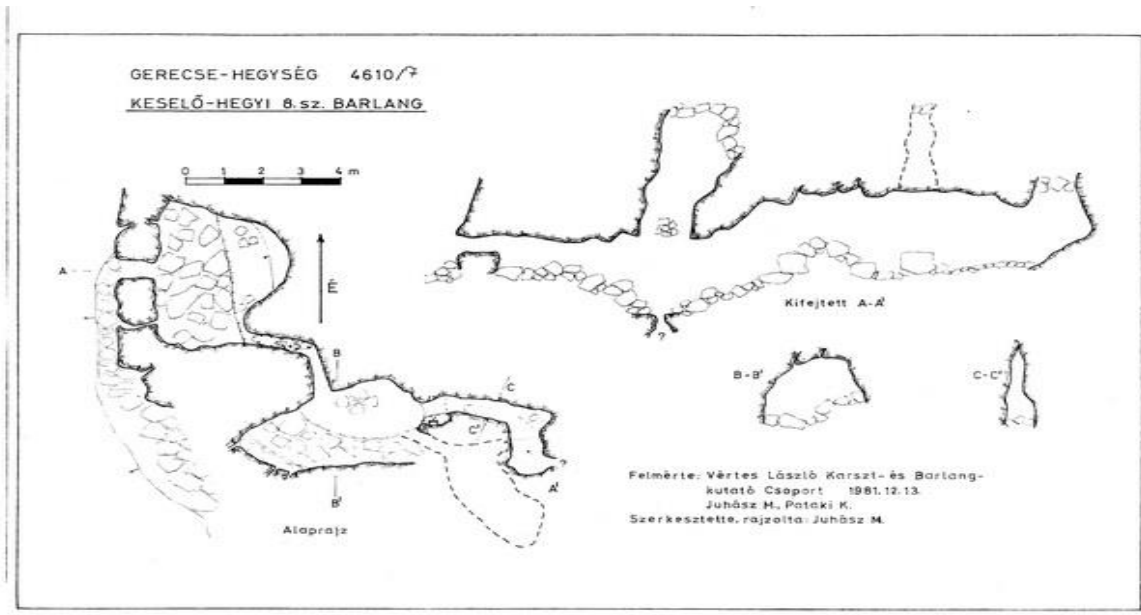 GERECSE-HEGYSÉG 4610/7
KESELŐ-HEGYI 8.sz. BARLANG
0 1 2 3 4 m
A
É
B
C
C'
A'
B'
Alaprajz
?
?
Kifejtett A-A'
B-B'
C-C'
Felmérte: Vértes László Karszt- és Barlang-
kutató Csoport 1981.12.13.
Juhász M., Pataki K.
Szerkesztette, rajzolta: Juhász M.